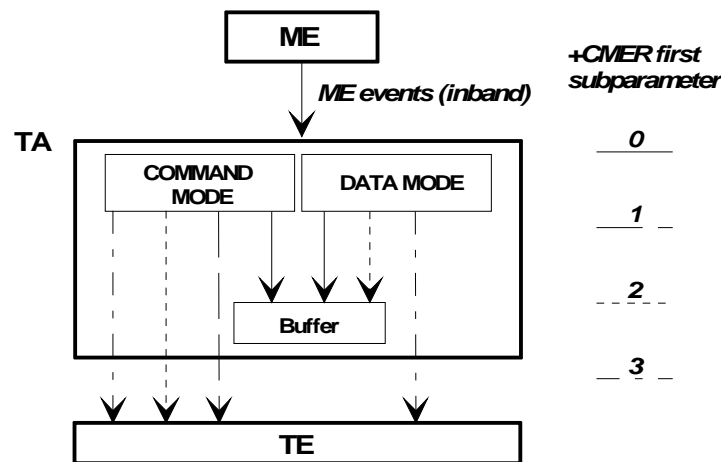 ME
+CMER first
subparameter
ME events (inband)
TA
0
COMMAND
MODE
DATA MODE
1
2
Buffer
3
TE